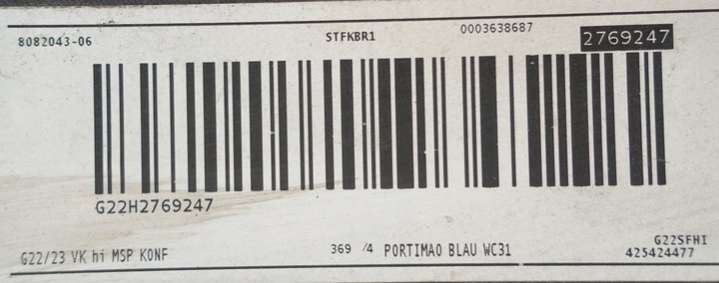 8082043-06 STFKBR1 0003638687 2769247
G22H2769247
G22/23 VK hi MSP KONF 369 /4 PORTIMAO BLAU WC31 G22SFHI
425424477